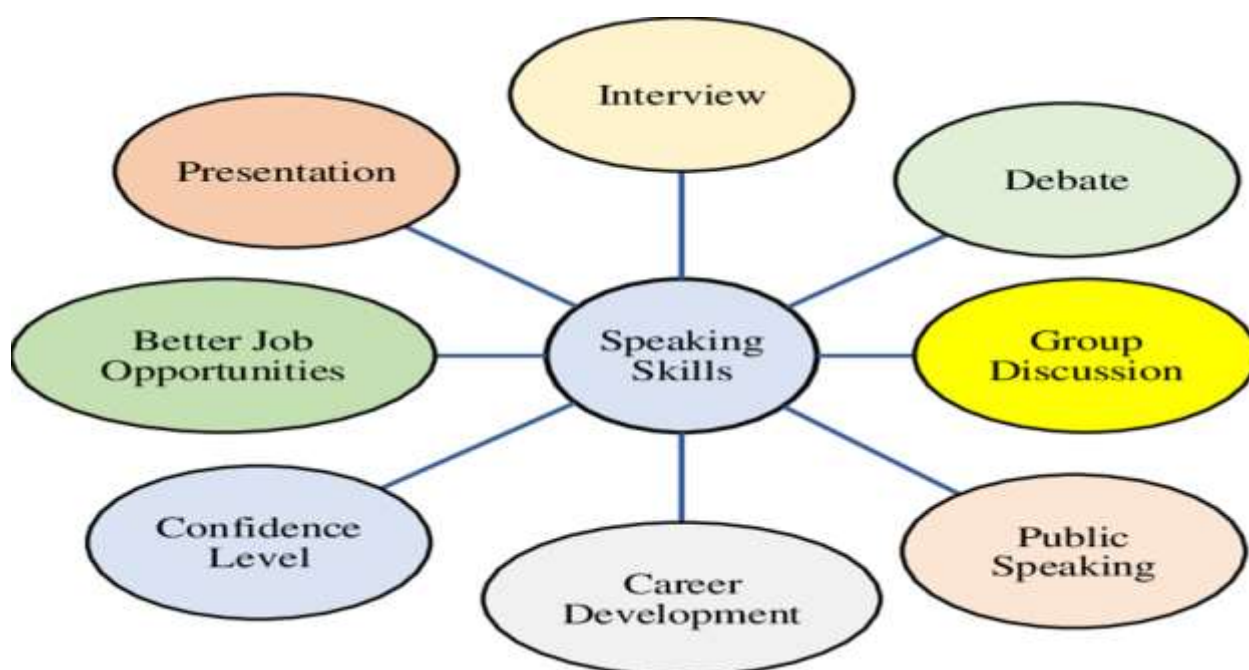 Interview
Presentation
Debate
Better Job
Opportunities
Speaking
Skills
Group
Discussion
Confidence
Level
Career
Development
Public
Speaking